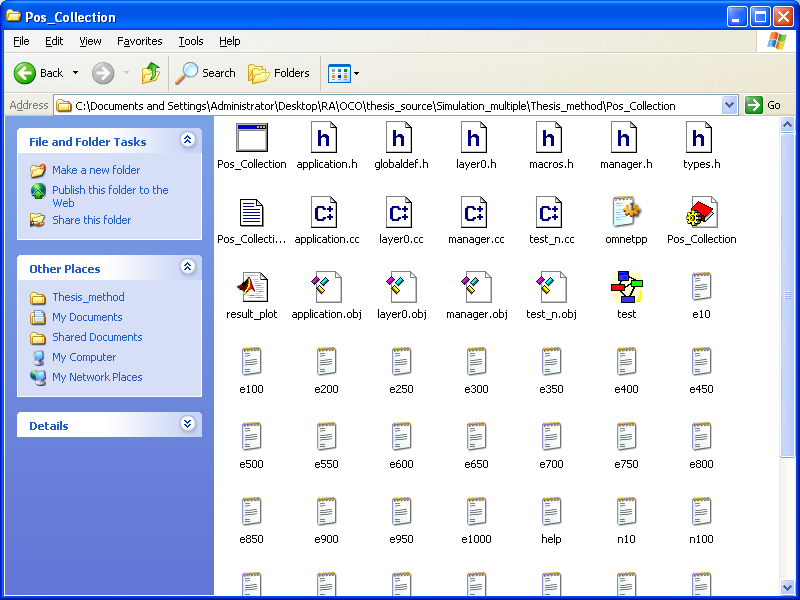 Pos_Collection
File Edit View Favorites Tools Help
Back Search Folders
Address C:\Documents and Settings\Administrator\Desktop\RA\OCO\thesis_source\Simulation_multiple\Thesis_method\Pos_Collection Go
File and Folder Tasks
Make a new folder
Publish this folder to the
Web
Share this folder
Other Places
Thesis_method
My Documents
Shared Documents
My Computer
My Network Places
Details
Pos_Collection application.h globaldef.h layer0.h macros.h manager.h types.h
Pos_Collecti... application.cc layer0.cc manager.cc test_n.cc omnetpp Pos_Collection
result_plot application.obj layer0.obj manager.obj test_n.obj test e10
e100 e200 e250 e300 e350 e400 e450
e500 e550 e600 e650 e700 e750 e800
e850 e900 e950 e1000 help n10 n100